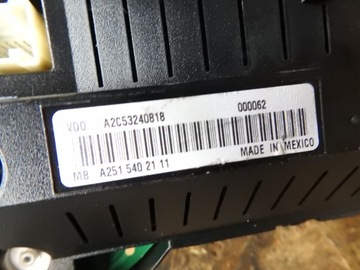 VDO A2C53240818 000062
MB A251 540 21 11 MADE IN MEXICO